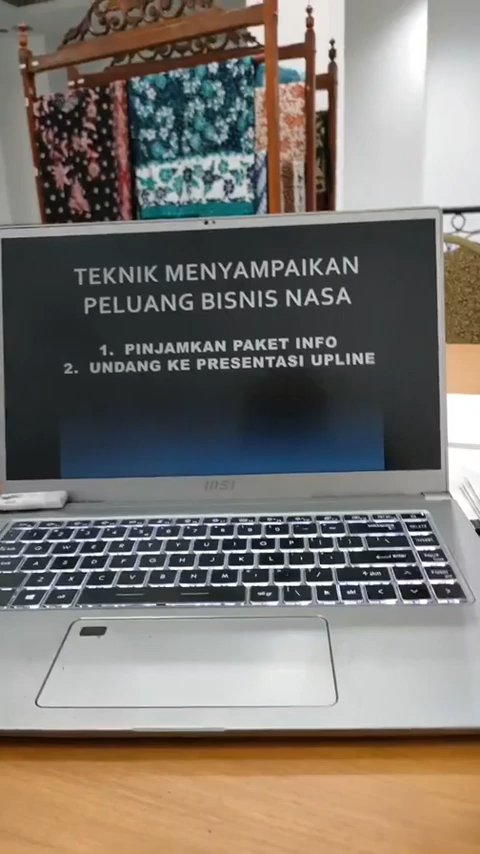 TEKNIK MENYAMPAIKAN
PELUANG BISNIS NASA
1. PINJAMKAN PAKET INFO
2. UNDANG KE PRESENTASI UPLINE
msi